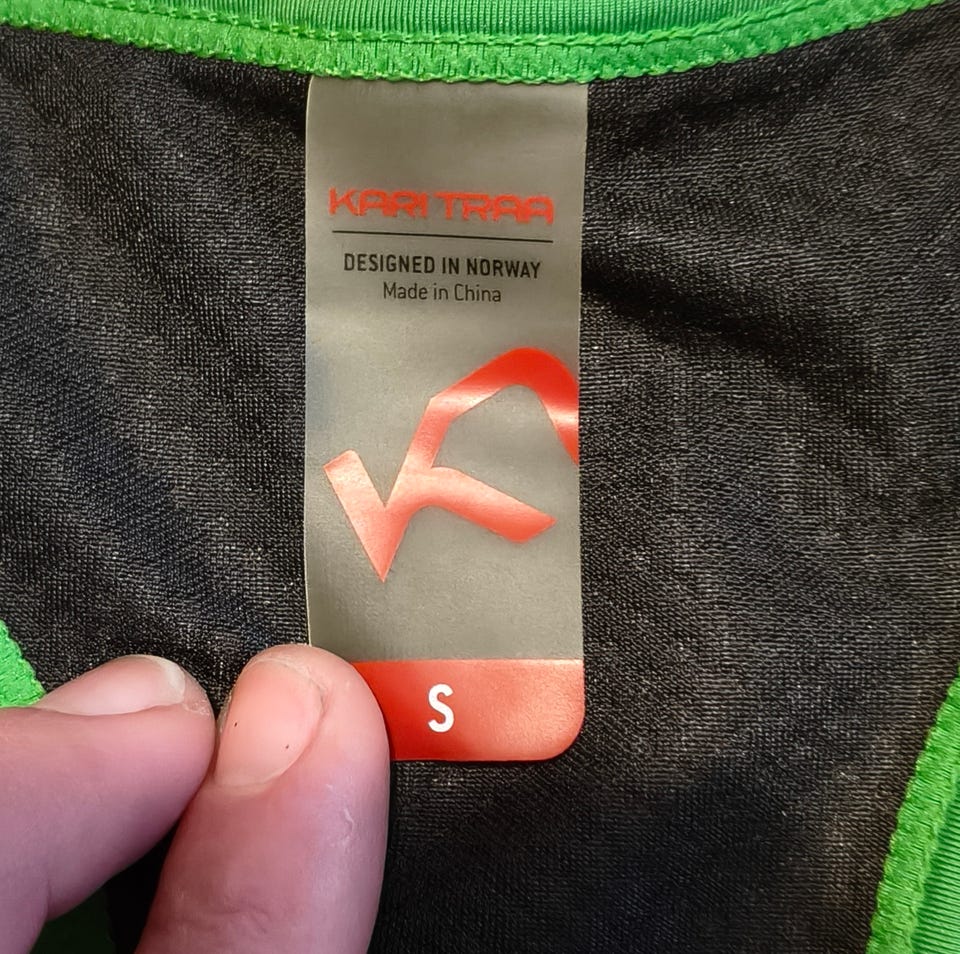 KARI TRAA
DESIGNED IN NORWAY
Made in China
S